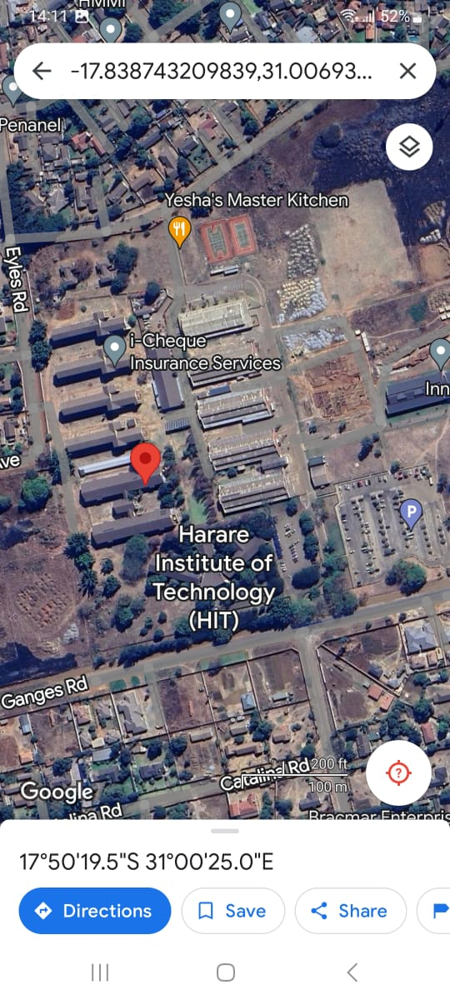 HMMI
14:11
52%
-17.838743209839,31.00693...
Penanel
Yesha's Master Kitchen
Eyles Rd
i-Cheque
Insurance Services
Inn
ve
P
Harare
Institute of
Technology
(HIT)
Ganges Rd
Catalina Rd
200 ft
100 m
Google
lina Rd
Bracmar Enterpris
17°50'19.5"S 31°00'25.0"E
Directions
Save
Share